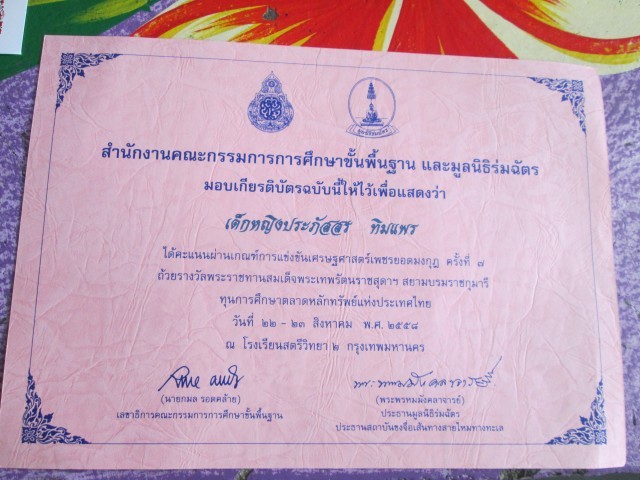 มูลนิธิร่มฉัตร
สำนักงานคณะกรรมการการศึกษาขั้นพื้นฐาน และมูลนิธิร่มฉัตร
มอบเกียรติบัตรฉบับนี้ให้ไว้เพื่อแสดงว่า
เด็กหญิงประภัสสร ทิมแพร
ได้คะแนนผ่านเกณฑ์การแข่งขันเศรษฐศาสตร์เพชรยอดมงกุฎ ครั้งที่ ๗
ถ้วยรางวัลพระราชทานสมเด็จพระเทพรัตนราชสุดาฯ สยามบรมราชกุมารี
ทุนการศึกษาตลาดหลักทรัพย์แห่งประเทศไทย
วันที่ ๒๒ - ๒๓ สิงหาคม พ.ศ. ๒๕๕๘
ณ โรงเรียนสตรีวิทยา ๒ กรุงเทพมหานคร
(นายกมล รอดคล้าย)
เลขาธิการคณะกรรมการการศึกษาขั้นพื้นฐาน
(พระพรหมมังคลาจารย์)
ประธานมูลนิธิร่มฉัตร
ประธานสถาบันชงจื่อเส้นทางสายไหมทางทะเล